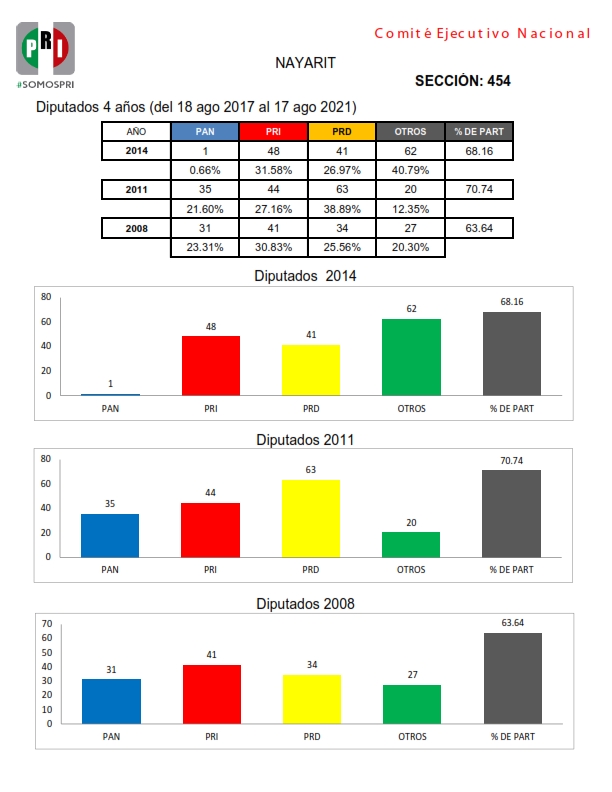 Comité Ejecutivo Nacional
PRI
#SOMOSPRI
NAYARIT
SECCIÓN: 454
Diputados 4 años (del 18 ago 2017 al 17 ago 2021)
AÑO PAN PRI PRD OTROS % DE PART
2014 1 48 41 62 68.16
0.66% 31.58% 26.97% 40.79%
2011 35 44 63 20 70.74
21.60% 27.16% 38.89% 12.35%
2008 31 41 34 27 63.64
23.31% 30.83% 25.56% 20.30%
Diputados 2014
80
60
40
20
0
1 48 41 62 68.16
PAN PRI PRD OTROS % DE PART
Diputados 2011
80
60
40
20
0
35 44 63 20 70.74
PAN PRI PRD OTROS % DE PART
Diputados 2008
70
60
50
40
30
20
10
0
31 41 34 27 63.64
PAN PRI PRD OTROS % DE PART